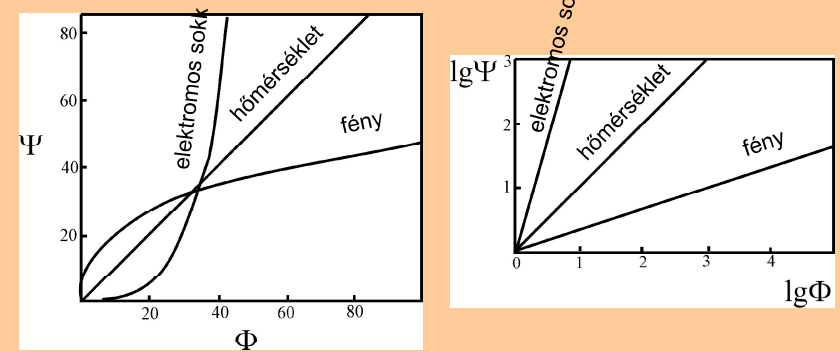 80
60
40
20
Ψ
elektromos sokk
hőmérséklet
fény
20
40
60
80
Φ
lgΨ
3
2
1
elektromos so
hőmérséklet
fény
0
1
2
3
4
lgΦ